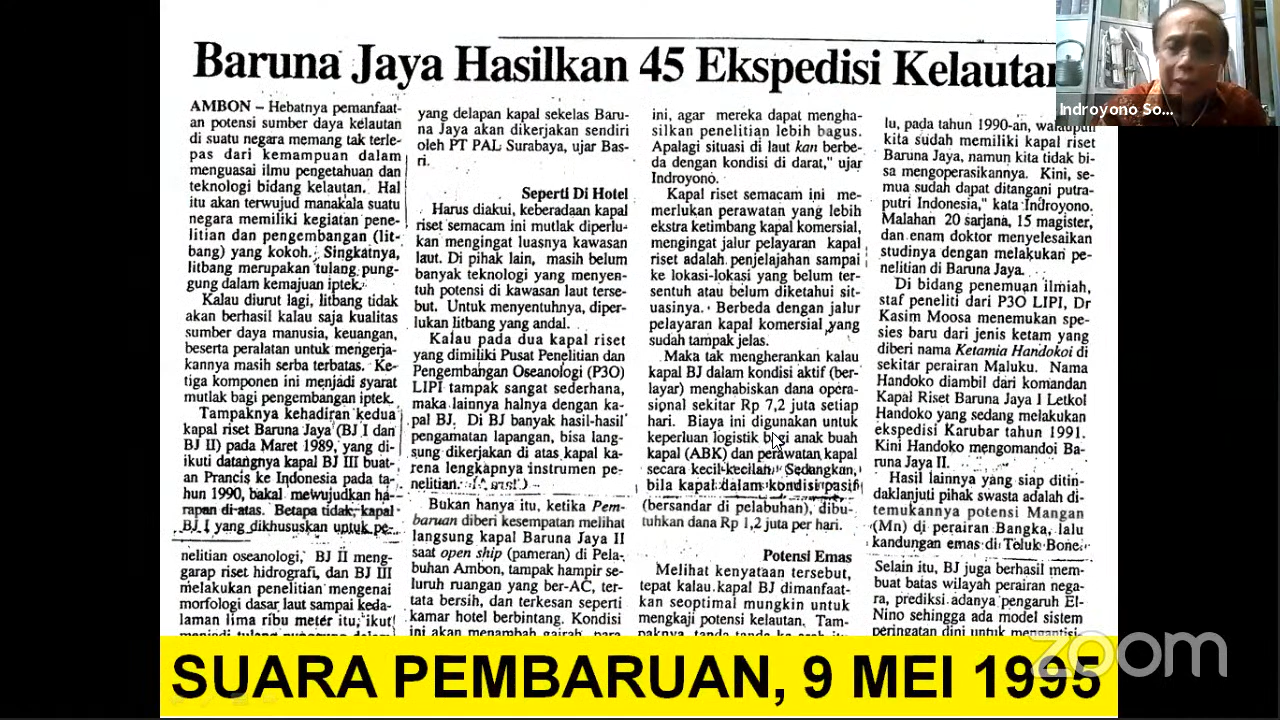 Baruna Jaya Hasilkan 45 Ekspedisi Kelautan
AMBON – Hebatnya pemanfaat-
an potensi sumber daya kelautan
di suatu negara memang tak terle-
pas dari kemampuan dalam
menguasai ilmu pengetahuan dan
teknologi bidang kelautan. Hal
itu akan terwujud manakala suatu
negara memiliki kegiatan pene-
litian dan pengembangan (lit-
bang) yang kokoh. Singkatnya,
litbang merupakan tulang pung-
gung dalam kemajuan iptek.
Kalau diurut lagi, litbang tidak
akan berhasil kalau saja kualitas
sumber daya manusia, keuangan,
beserta peralatan untuk mengerja-
kannya masih serba terbatas. Ke-
tiga komponen ini menjadi syarat
mutlak bagi pengembangan iptek.
Tampaknya kehadiran kedua
kapal riset Baruna Jaya (BJ I dan
BJ II) pada Maret 1989, yang di-
ikuti datangnya kapal BJ III buat-
an Prancis ke Indonesia pada ta-
hun 1990, bakal mewujudkan ha-
rapan di atas. Betapa tidak, kapal
BJ I yang dikhususkan untuk pe-
nelitian oseanologi, BJ II meng-
garap riset hidrografi, dan BJ III
melakukan penelitian mengenai
morfologi dasar laut sampai keda-
laman lima ribu meter itu, ikut
menjadi tulang punggung dalam
yang delapan kapal sekelas Baru-
na Jaya akan dikerjakan sendiri
oleh PT PAL Surabaya, ujar Bas-
ri.
Seperti Di Hotel
Harus diakui, keberadaan kapal
riset semacam ini mutlak diperlu-
kan mengingat luasnya kawasan
laut. Di pihak lain, masih belum
banyak teknologi yang menyen-
tuh potensi di kawasan laut terse-
but. Untuk menyentuhnya, diper-
lukan litbang yang andal.
Kalau pada dua kapal riset
yang dimiliki Pusat Penelitian dan
Pengembangan Oseanologi (P3O)
LIPI tampak sangat sederhana,
maka lainnya halnya dengan ka-
pal BJ. Di BJ banyak hasil-hasil
pengamatan lapangan, bisa lang-
sung dikerjakan di atas kapal ka-
rena lengkapnya instrumen pe-
nelitian.
Bukan hanya itu, ketika Pem-
baruan diberi kesempatan melihat
langsung kapal Baruna Jaya II
saat open ship (pameran) di Pela-
buhan Ambon, tampak hampir se-
luruh ruangan yang ber-AC, ter-
tata bersih, dan terkesan seperti
kamar hotel berbintang. Kondisi
ini akan menambah gairah para
ini, agar mereka dapat mengha-
silkan penelitian lebih bagus.
Apalagi situasi di laut kan berbe-
da dengan kondisi di darat," ujar
Indroyono.
Kapal riset semacam ini me-
merlukan perawatan yang lebih
ekstra ketimbang kapal komersial,
mengingat jalur pelayaran kapal
riset adalah penjelajahan sampai
ke lokasi-lokasi yang belum ter-
sentuh atau belum diketahui sit-
uasinya. Berbeda dengan jalur
pelayaran kapal komersial yang
sudah tampak jelas.
Maka tak mengherankan kalau
kapal BJ dalam kondisi aktif (ber-
layar) menghabiskan dana opera-
sional sekitar Rp 7,2 juta setiap
hari. Biaya ini digunakan untuk
keperluan logistik bagi anak buah
kapal (ABK) dan perawatan kapal
secara kecil-kecilan. Sedangkan,
bila kapal dalam kondisi pasif
(bersandar di pelabuhan), dibu-
tuhkan dana Rp 1,2 juta per hari.
Potensi Emas
Melihat kenyataan tersebut,
tepat kalau kapal BJ dimanfaat-
kan seoptimal mungkin untuk
mengkaji potensi kelautan. Tam-
paknya, tanda-tanda ke arah itu
lu, pada tahun 1990-an, walaupun
kita sudah memiliki kapal riset
Baruna Jaya, namun kita tidak bi-
sa mengoperasikannya. Kini, se-
mua sudah dapat ditangani putra-
putri Indonesia," kata Indroyono.
Malahan 20 sarjana, 15 magister,
dan enam doktor menyelesaikan
studinya dengan melakukan pe-
nelitian di Baruna Jaya.
Di bidang penemuan ilmiah,
staf peneliti dari P3O LIPI, Dr
Kasim Moosa menemukan spe-
sies baru dari jenis ketam yang
diberi nama Ketamia Handokoi di
sekitar perairan Maluku. Nama
Handoko diambil dari komandan
Kapal Riset Baruna Jaya I Letkol
Handoko yang sedang melakukan
ekspedisi Karubar tahun 1991.
Kini Handoko mengomandoi Ba-
runa Jaya II.
Hasil lainnya yang siap ditin-
daklanjuti pihak swasta adalah di-
temukannya potensi Mangan
(Mn) di perairan Bangka, lalu
kandungan emas di Teluk Bone.
Selain itu, BJ juga berhasil mem-
buat batas wilayah perairan nega-
ra, prediksi adanya pengaruh El-
Nino sehingga ada model sistem
peringatan dini untuk mengantisi-
SUARA PEMBARUAN, 9 MEI 1995
Indroyono So...
zoom